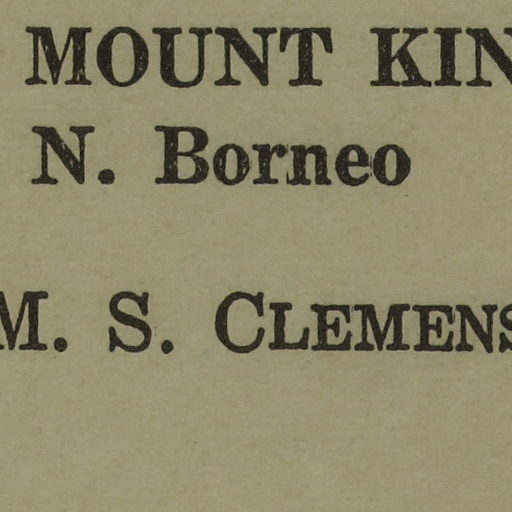 MOUNT KIN
N. Borneo
M. S. CLEMENS